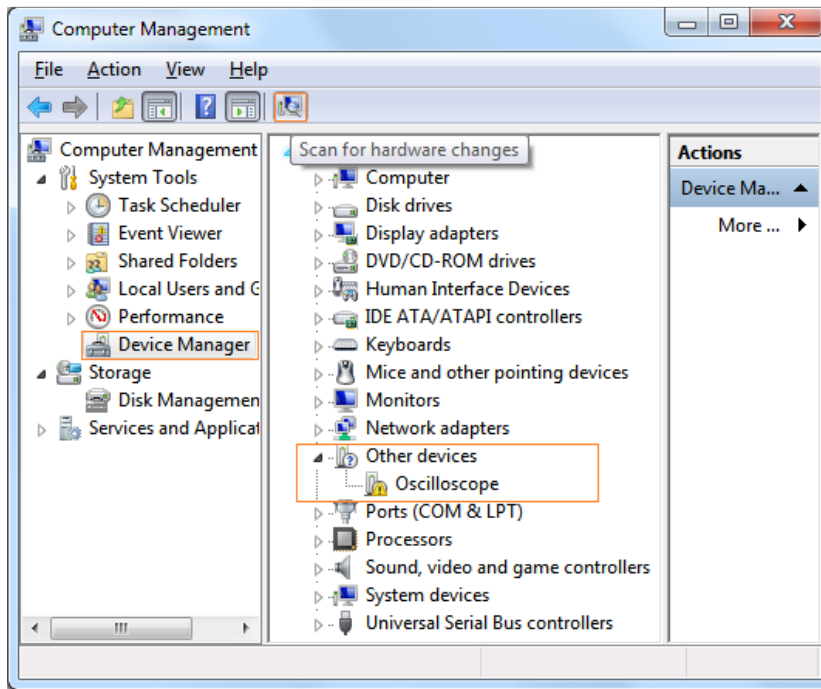 Computer Management
File Action View Help
Scan for hardware changes
Computer Management
System Tools
Task Scheduler
Event Viewer
Shared Folders
Local Users and G
Performance
Device Manager
Storage
Disk Managemen
Services and Applicat
Computer
Disk drives
Display adapters
DVD/CD-ROM drives
Human Interface Devices
IDE ATA/ATAPI controllers
Keyboards
Mice and other pointing devices
Monitors
Network adapters
Other devices
Oscilloscope
Ports (COM & LPT)
Processors
Sound, video and game controllers
System devices
Universal Serial Bus controllers
Actions
Device Ma...
More ...